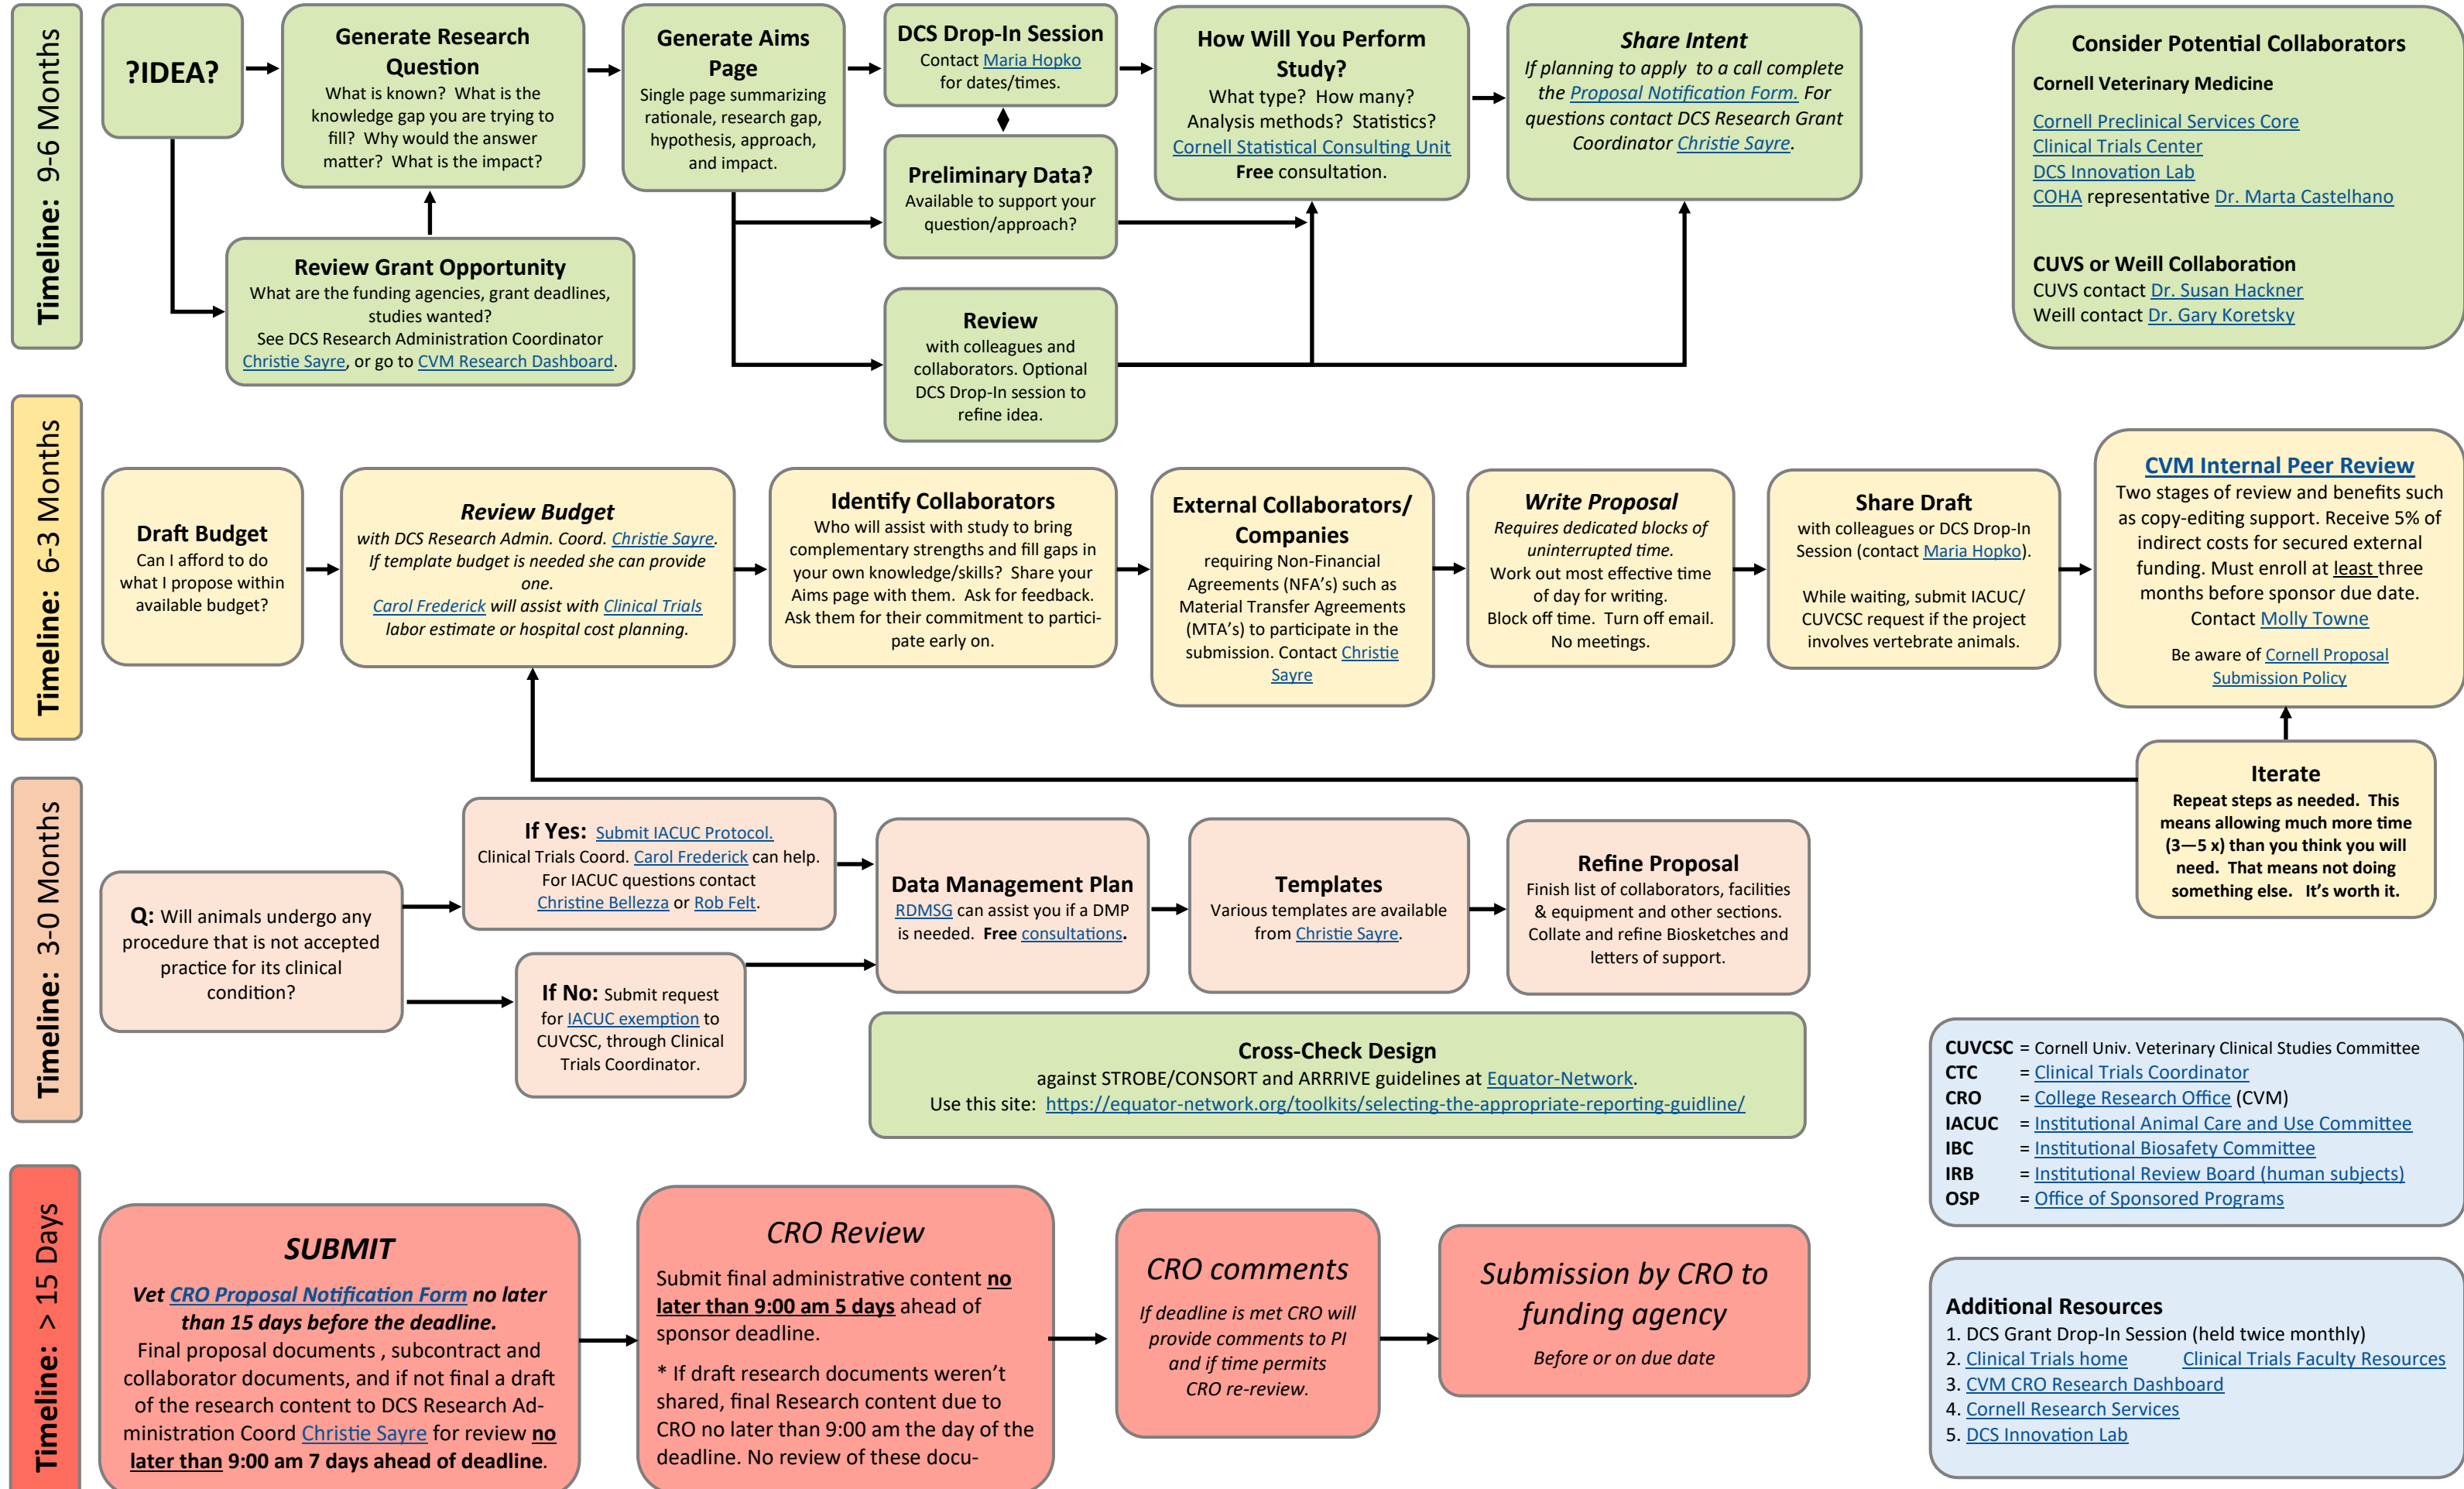 Timeline: 9-6 Months
?IDEA?
Generate Research
Question
What is known? What is the
knowledge gap you are trying to
fill? Why would the answer
matter? What is the impact?
Generate Aims
Page
Single page summarizing
rationale, research gap,
hypothesis, approach,
and impact.
DCS Drop-In Session
Contact Maria Hopko
for dates/times.
How Will You Perform
Study?
What type? How many?
Analysis methods? Statistics?
Cornell Statistical Consulting Unit
Free consultation.
Share Intent
If planning to apply to a call complete
the Proposal Notification Form. For
questions contact DCS Research Grant
Coordinator Christie Sayre.
Consider Potential Collaborators
Cornell Veterinary Medicine
Cornell Preclinical Services Core
Clinical Trials Center
DCS Innovation Lab
COHA representative Dr. Marta Castelhano
CUVS or Weill Collaboration
CUVS contact Dr. Susan Hackner
Weill contact Dr. Gary Koretsky
Preliminary Data?
Available to support your
question/approach?
Review Grant Opportunity
What are the funding agencies, grant deadlines,
studies wanted?
See DCS Research Administration Coordinator
Christie Sayre, or go to CVM Research Dashboard.
Review
with colleagues and
collaborators. Optional
DCS Drop-In session to
refine idea.
Timeline: 6-3 Months
Draft Budget
Can I afford to do
what I propose within
available budget?
Review Budget
with DCS Research Admin. Coord. Christie Sayre.
If template budget is needed she can provide
one.
Carol Frederick will assist with Clinical Trials
labor estimate or hospital cost planning.
Identify Collaborators
Who will assist with study to bring
complementary strengths and fill gaps in
your own knowledge/skills? Share your
Aims page with them. Ask for feedback.
Ask them for their commitment to partici-
pate early on.
External Collaborators/
Companies
requiring Non-Financial
Agreements (NFA's) such as
Material Transfer Agreements
(MTA's) to participate in the
submission. Contact Christie
Sayre
Write Proposal
Requires dedicated blocks of
uninterrupted time.
Work out most effective time
of day for writing.
Block off time. Turn off email.
No meetings.
Share Draft
with colleagues or DCS Drop-In
Session (contact Maria Hopko).
While waiting, submit IACUC/
CUVCSC request if the project
involves vertebrate animals.
CVM Internal Peer Review
Two stages of review and benefits such
as copy-editing support. Receive 5% of
indirect costs for secured external
funding. Must enroll at least three
months before sponsor due date.
Contact Molly Towne
Be aware of Cornell Proposal
Submission Policy
Iterate
Repeat steps as needed. This
means allowing much more time
(3—5 x) than you think you will
need. That means not doing
something else. It's worth it.
Timeline: 3-0 Months
Q: Will animals undergo any
procedure that is not accepted
practice for its clinical
condition?
If Yes: Submit IACUC Protocol.
Clinical Trials Coord. Carol Frederick can help.
For IACUC questions contact
Christine Bellezza or Rob Felt.
If No: Submit request
for IACUC exemption to
CUVCSC, through Clinical
Trials Coordinator.
Data Management Plan
RDMSG can assist you if a DMP
is needed. Free consultations.
Templates
Various templates are available
from Christie Sayre.
Refine Proposal
Finish list of collaborators, facilities
& equipment and other sections.
Collate and refine Biosketches and
letters of support.
Cross-Check Design
against STROBE/CONSORT and ARRRIVE guidelines at Equator-Network.
Use this site: https://equator-network.org/toolkits/selecting-the-appropriate-reporting-guidline/
CUVCSC = Cornell Univ. Veterinary Clinical Studies Committee
CTC = Clinical Trials Coordinator
CRO = College Research Office (CVM)
IACUC = Institutional Animal Care and Use Committee
IBC = Institutional Biosafety Committee
IRB = Institutional Review Board (human subjects)
OSP = Office of Sponsored Programs
Timeline: > 15 Days
SUBMIT
Vet CRO Proposal Notification Form no later
than 15 days before the deadline.
Final proposal documents , subcontract and
collaborator documents, and if not final a draft
of the research content to DCS Research Ad-
ministration Coord Christie Sayre for review no
later than 9:00 am 7 days ahead of deadline.
CRO Review
Submit final administrative content no
later than 9:00 am 5 days ahead of
sponsor deadline.
* If draft research documents weren't
shared, final Research content due to
CRO no later than 9:00 am the day of the
deadline. No review of these docu-
CRO comments
If deadline is met CRO will
provide comments to PI
and if time permits
CRO re-review.
Submission by CRO to
funding agency
Before or on due date
Additional Resources
1. DCS Grant Drop-In Session (held twice monthly)
2. Clinical Trials home Clinical Trials Faculty Resources
3. CVM CRO Research Dashboard
4. Cornell Research Services
5. DCS Innovation Lab